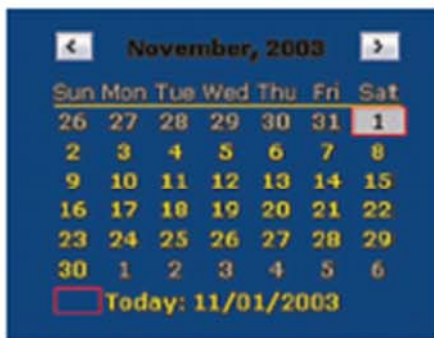 < November, 2003 >
Sun Mon Tue Wed Thu Fri Sat
26 27 28 29 30 31 1
2 3 4 5 6 7 8
9 10 11 12 13 14 15
16 17 18 19 20 21 22
23 24 25 26 27 28 29
30 1 2 3 4 5 6
Today: 11/01/2003